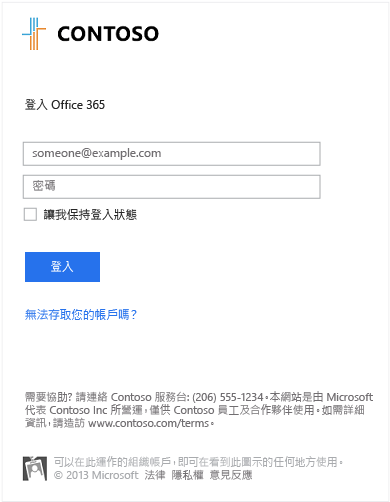 CONTOSO
登入 Office 365
someone@example.com
密碼
讓我保持登入狀態
登入
無法存取您的帳戶嗎?
需要協助? 請連絡 Contoso 服務台: (206) 555-1234。本網站是由 Microsoft
代表 Contoso Inc 所營運，僅供 Contoso 員工及合作夥伴使用。如需詳細
資訊，請造訪 www.contoso.com/terms。
可以在此運作的組織帳戶，即可在看到此圖示的任何地方使用。
© 2013 Microsoft 法律 隱私權 意見反應